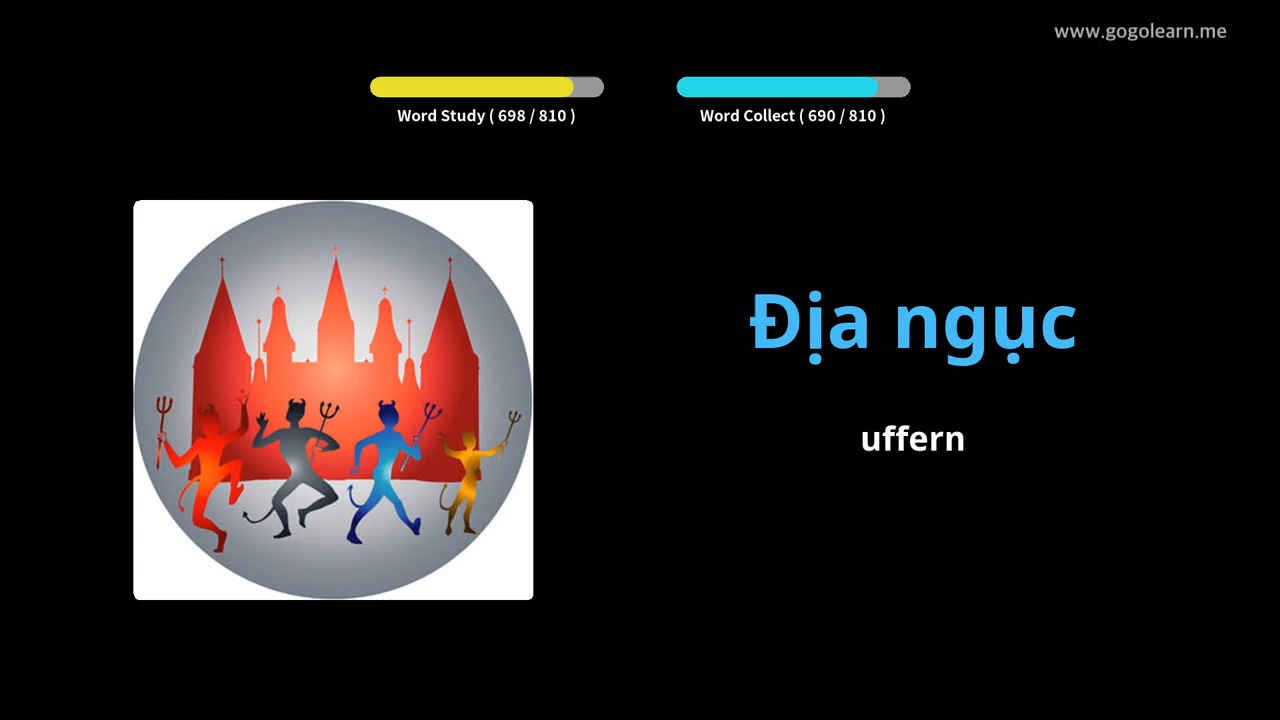 www.gogolearn.me
Word Study ( 698 / 810 )
Word Collect ( 690 / 810 )
Địa ngục
uffern